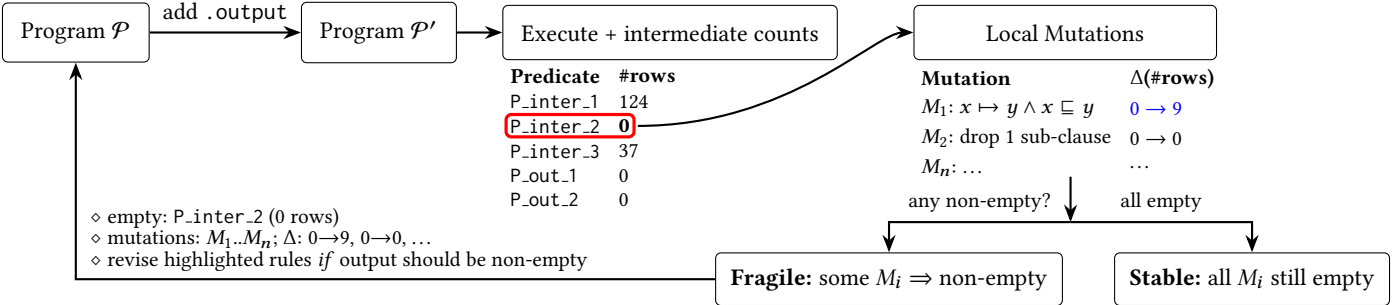 Program 𝒫
add .output
Program 𝒫′
Execute + intermediate counts
Local Mutations
Predicate #rows
P_inter_1 124
P_inter_2 0
P_inter_3 37
P_out_1 0
P_out_2 0
Mutation Δ(#rows)
M₁: x ↦ y ∧ x ⊑ y 0 → 9
M₂: drop 1 sub-clause 0 → 0
Mₙ: … ⋯
any non-empty? all empty
⋄ empty: P_inter_2 (0 rows)
⋄ mutations: M₁..Mₙ; Δ: 0→9, 0→0, …
⋄ revise highlighted rules if output should be non-empty
Fragile: some Mᵢ ⇒ non-empty
Stable: all Mᵢ still empty